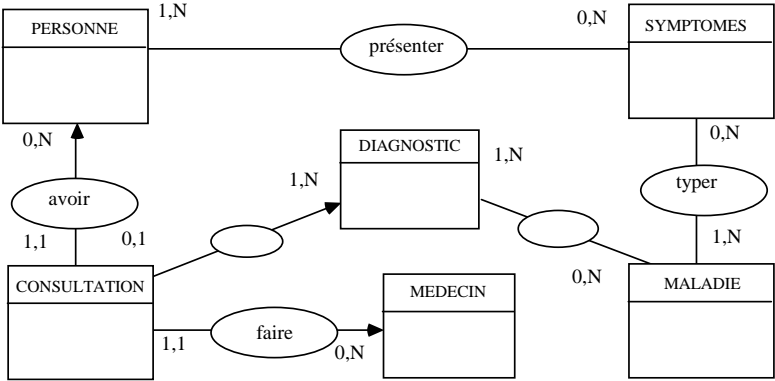 1,N
0,N
PERSONNE
SYMPTOMES
présenter
0,N
DIAGNOSTIC
1,N
0,N
1,N
typer
avoir
1,1
0,1
1,N
CONSULTATION
MEDECIN
0,N
MALADIE
faire
1,1
0,N